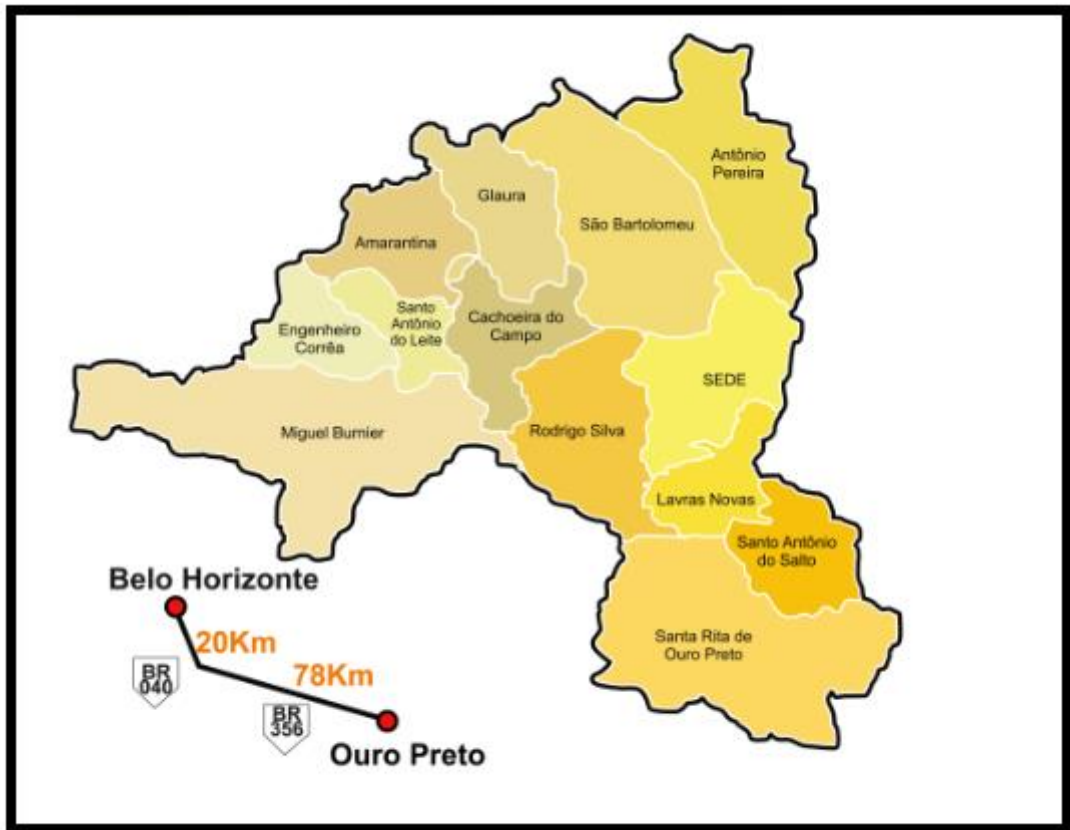 Antônio
Pereira
Glaura
São Bartolomeu
Amarantina
Santo
Antônio
do Leite
Cachoeira do
Campo
Engenheiro
Corrêa
SEDE
Miguel Burnier
Rodrigo Silva
Lavras Novas
Santo Antônio
do Salto
Belo Horizonte
20Km
Santa Rita de
Ouro Preto
BR
040
78Km
BR
356
Ouro Preto